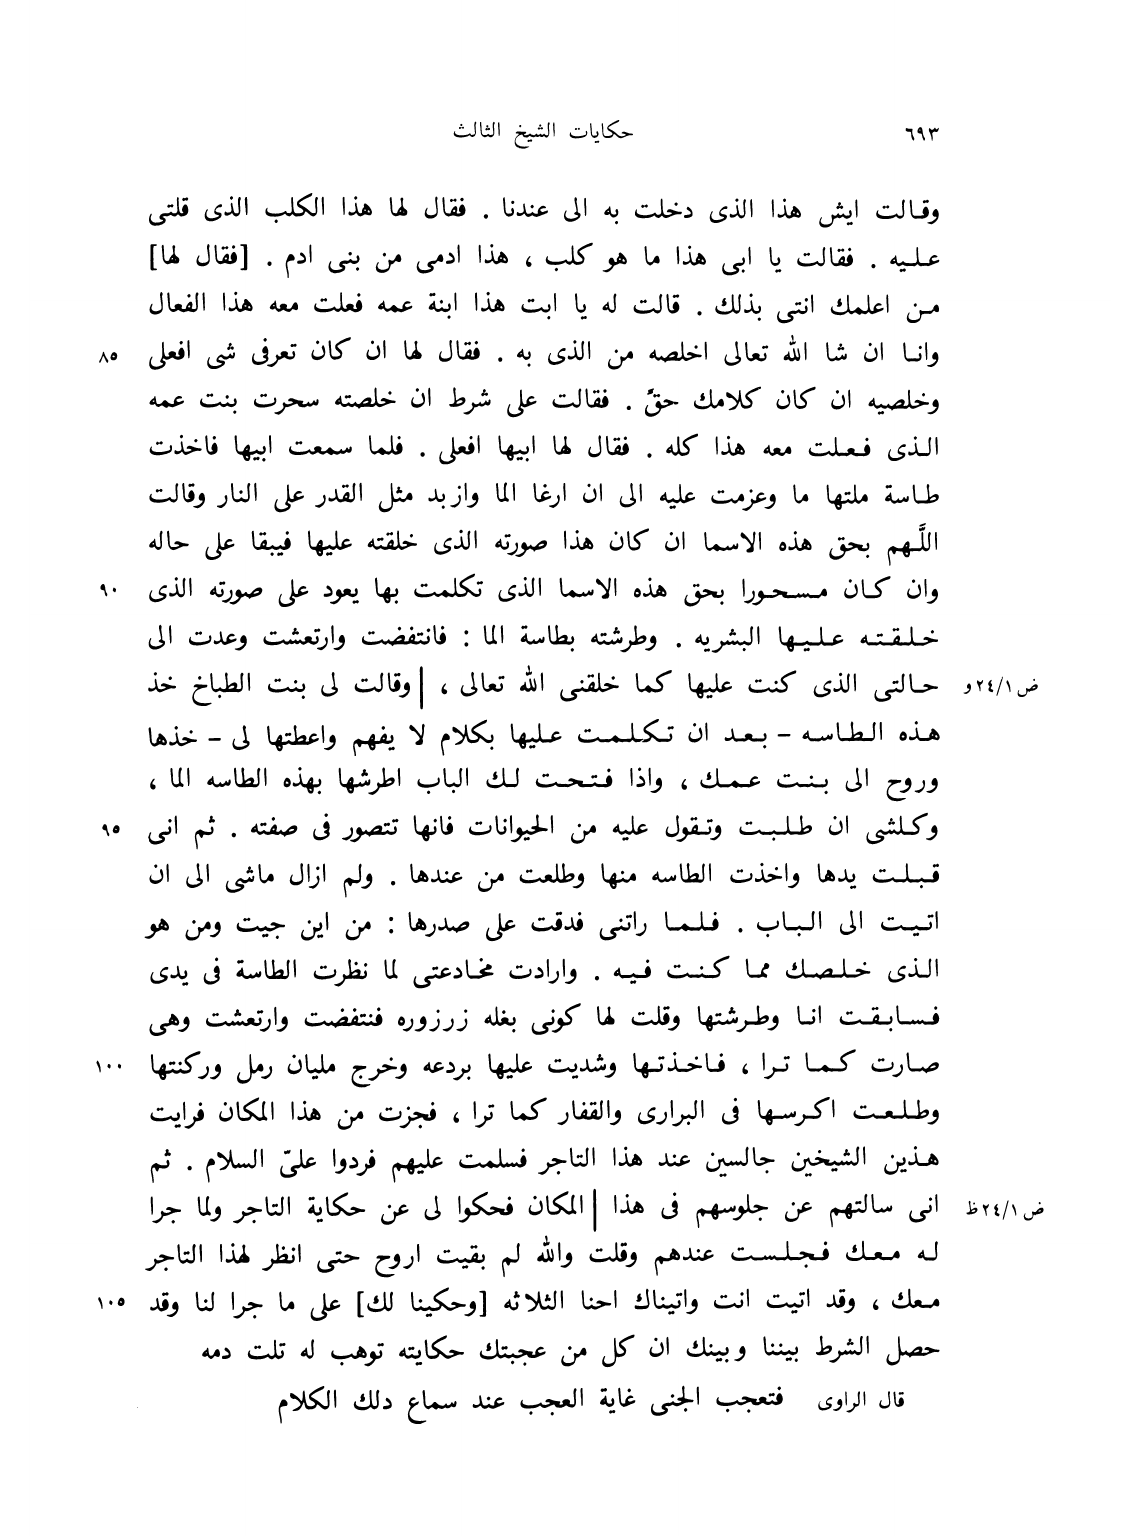 ٦٩٣ حكايات الشيخ الثالث
وقالت ايش هذا الذى دخلت به الى عندنا . فقال لها هذا الكلب الذى قلتى
عليه . فقالت يا ابى هذا ما هو كلب ، هذا ادمى من بنى ادم . [فقال لها]
من اعلمك انتى بذلك . قالت له يا ابت هذا ابنة عمه فعلت معه هذا الفعال
وانا ان شا الله تعالى اخلصه من الذى به . فقال لها ان كان تعرفى شى افعلى ٨٥
وخلصيه ان كان كلامك حقً . فقالت على شرط ان خلصته سحرت بنت عمه
الذى فعلت معه هذا كله . فقال لها ابيها افعلى . فلما سمعت ابيها فاخذت
طاسة ملتها ما وعزمت عليه الى ان ارغا الما وازبد مثل القدر على النار وقالت
اللَّهم بحق هذه الاسما ان كان هذا صورته الذى خلقته عليها فيبقا على حاله
وان كان مسحورا بحق هذه الاسما الذى تكلمت بها يعود على صورته الذى ٩٠
خلقته عليها البشريه . وطرشته بطاسة الما : فانتفضت وارتعشت وعدت الى
حالتى الذى كنت عليها كما خلقنى الله تعالى ، | وقالت لى بنت الطباخ خذ ض ٢٤/١ و
هذه الطاسه – بعد ان تكلمت عليها بكلام لا يفهم واعطتها لى – خذها
وروح الى بنت عمك ، واذا فتحت لك الباب اطرشها بهذه الطاسه الما ،
وكلشى ان طلبت وتقول عليه من الحيوانات فانها تتصور فى صفته . ثم انى ٩٥
قبلت يدها واخذت الطاسه منها وطلعت من عندها . ولم ازال ماشى الى ان
اتيت الى الباب . فلما راتنى فدقت على صدرها : من اين جيت ومن هو
الذى خلصك مما كنت فيه . وارادت مخادعتى لما نظرت الطاسة فى يدى
فسابقت انا وطرشتها وقلت لها كونى بغله زرزوره فنتفضت وارتعشت وهى
صارت كما ترا ، فاخذتها وشديت عليها بردعه وخرج مليان رمل وركنتها ١٠٠
وطلعت اكرسها فى البرارى والقفار كما ترا ، فجزت من هذا المكان فرايت
هذين الشيخين جالسين عند هذا التاجر فسلمت عليهم فردوا علىّ السلام . ثم
انى سالتهم عن جلوسهم فى هذا | المكان فحكوا لى عن حكاية التاجر ولما جرا ض ٢٤/١ ظ
له معك فجلست عندهم وقلت والله لم بقيت اروح حتى انظر لهذا التاجر
معك ، وقد اتيت انت واتيناك احنا الثلاثه [وحكينا لك] على ما جرا لنا وقد ١٠٥
حصل الشرط بيننا وبينك ان كل من عجبتك حكايته توهب له تلت دمه
قال الراوى فتعجب الجنى غاية العجب عند سماع دلك الكلام